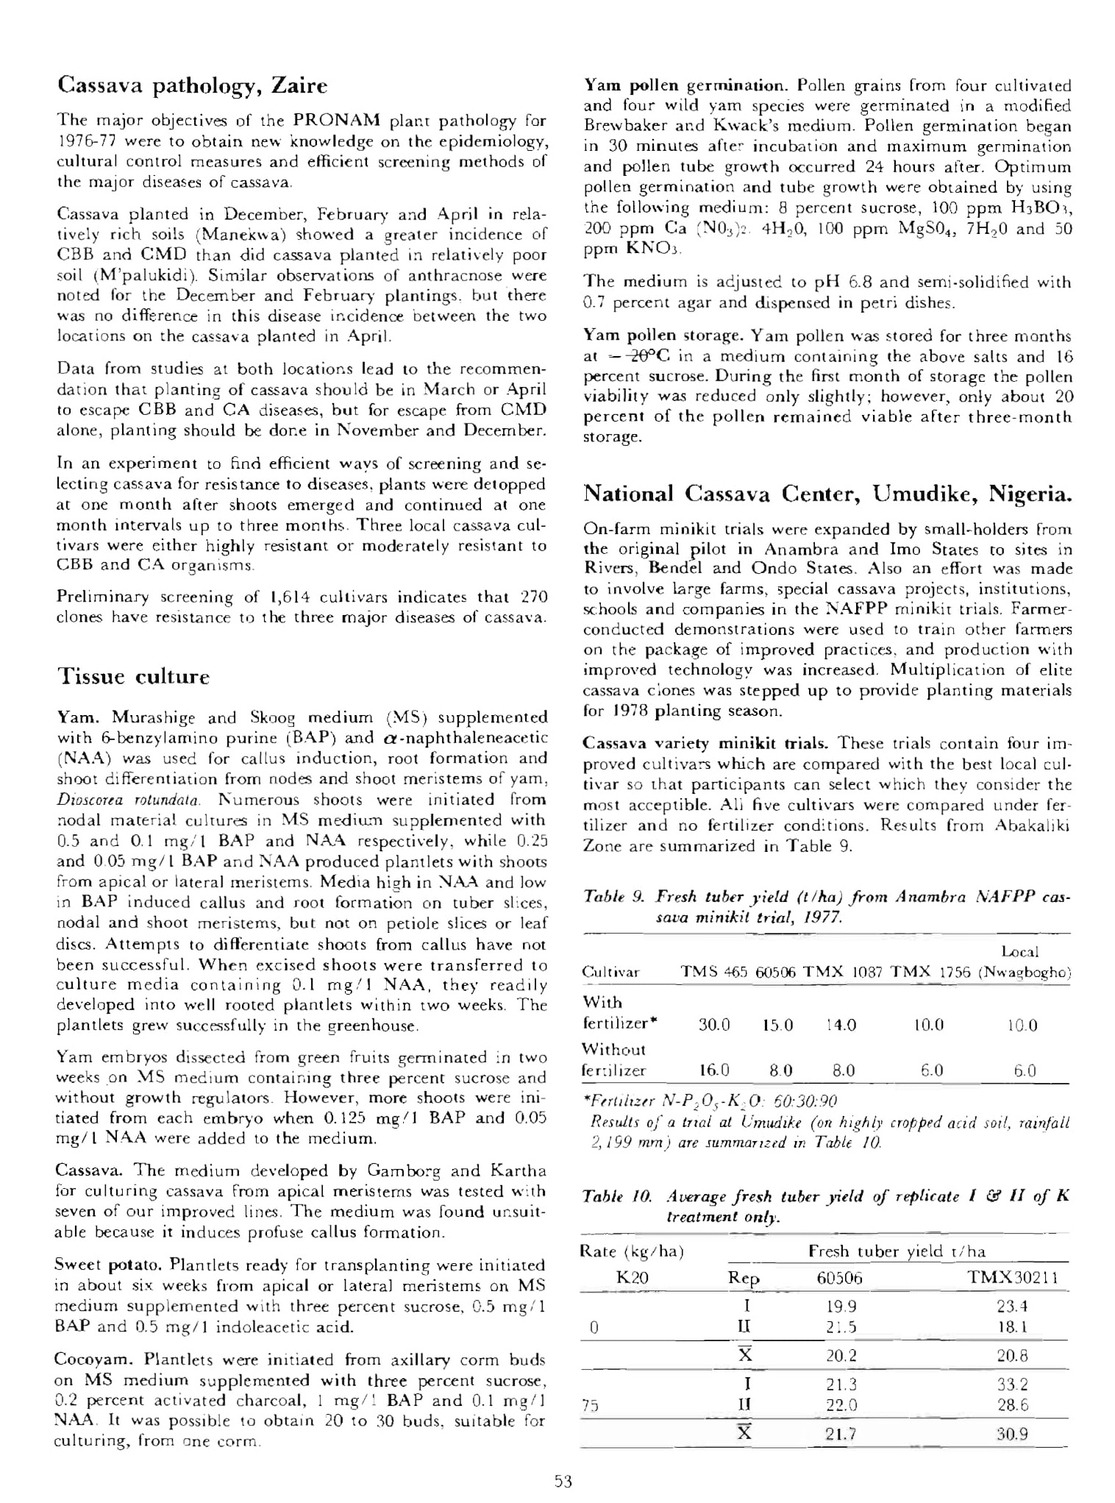 Cassava pathology, Zaire
The major objectives of the PRONAM plant pathology for
1976-77 were to obtain new knowledge on the epidemiology,
cultural control measures and efficient screening methods of
the major diseases of cassava.
Cassava planted in December, February and April in rela-
tively rich soils (Manekwa) showed a greater incidence of
CBB and CMD than did cassava planted in relatively poor
soil (M'palukidi). Similar observations of anthracnose were
noted for the December and February plantings, but there
was no difference in this disease incidence between the two
locations on the cassava planted in April.
Data from studies at both locations lead to the recommen-
dation that planting of cassava should be in March or April
to escape CBB and CA diseases, but for escape from CMD
alone, planting should be done in November and December.
In an experiment to find efficient ways of screening and se-
lecting cassava for resistance to diseases, plants were detopped
at one month after shoots emerged and continued at one
month intervals up to three months. Three local cassava cul-
tivars were either highly resistant or moderately resistant to
CBB and CA organisms.
Preliminary screening of 1,614 cultivars indicates that 270
clones have resistance to the three major diseases of cassava.
Tissue culture
Yam. Murashige and Skoog medium (MS) supplemented
with 6-benzylamino purine (BAP) and α-naphthaleneacetic
(NAA) was used for callus induction, root formation and
shoot differentiation from nodes and shoot meristems of yam,
Dioscorea rotundata. Numerous shoots were initiated from
nodal material cultures in MS medium supplemented with
0.5 and 0.1 mg/l BAP and NAA respectively, while 0.25
and 0.05 mg/l BAP and NAA produced plantlets with shoots
from apical or lateral meristems. Media high in NAA and low
in BAP induced callus and root formation on tuber slices,
nodal and shoot meristems, but not on petiole slices or leaf
discs. Attempts to differentiate shoots from callus have not
been successful. When excised shoots were transferred to
culture media containing 0.1 mg/l NAA, they readily
developed into well rooted plantlets within two weeks. The
plantlets grew successfully in the greenhouse.
Yam embryos dissected from green fruits germinated in two
weeks on MS medium containing three percent sucrose and
without growth regulators. However, more shoots were ini-
tiated from each embryo when 0.125 mg/l BAP and 0.05
mg/l NAA were added to the medium.
Cassava. The medium developed by Gamborg and Kartha
for culturing cassava from apical meristems was tested with
seven of our improved lines. The medium was found unsuit-
able because it induces profuse callus formation.
Sweet potato. Plantlets ready for transplanting were initiated
in about six weeks from apical or lateral meristems on MS
medium supplemented with three percent sucrose, 0.5 mg/l
BAP and 0.5 mg/l indoleacetic acid.
Cocoyam. Plantlets were initiated from axillary corm buds
on MS medium supplemented with three percent sucrose,
0.2 percent activated charcoal, 1 mg/l BAP and 0.1 mg/l
NAA. It was possible to obtain 20 to 30 buds, suitable for
culturing, from one corm.
Yam pollen germination. Pollen grains from four cultivated
and four wild yam species were germinated in a modified
Brewbaker and Kwack's medium. Pollen germination began
in 30 minutes after incubation and maximum germination
and pollen tube growth occurred 24 hours after. Optimum
pollen germination and tube growth were obtained by using
the following medium: 8 percent sucrose, 100 ppm H3BO3,
200 ppm Ca (N0₃)₂. 4H₂0, 100 ppm MgS0₄, 7H₂0 and 50
ppm KNO3.
The medium is adjusted to pH 6.8 and semi-solidified with
0.7 percent agar and dispensed in petri dishes.
Yam pollen storage. Yam pollen was stored for three months
at – -20°C in a medium containing the above salts and 16
percent sucrose. During the first month of storage the pollen
viability was reduced only slightly; however, only about 20
percent of the pollen remained viable after three-month
storage.
National Cassava Center, Umudike, Nigeria.
On-farm minikit trials were expanded by small-holders from
the original pilot in Anambra and Imo States to sites in
Rivers, Bendel and Ondo States. Also an effort was made
to involve large farms, special cassava projects, institutions,
schools and companies in the NAFPP minikit trials. Farmer-
conducted demonstrations were used to train other farmers
on the package of improved practices, and production with
improved technology was increased. Multiplication of elite
cassava clones was stepped up to provide planting materials
for 1978 planting season.
Cassava variety minikit trials. These trials contain four im-
proved cultivars which are compared with the best local cul-
tivar so that participants can select which they consider the
most acceptible. All five cultivars were compared under fer-
tilizer and no fertilizer conditions. Results from Abakaliki
Zone are summarized in Table 9.
Table 9. Fresh tuber yield (t/ha) from Anambra NAFPP cas-
sava minikit trial, 1977.
Local
Cultivar TMS 465 60506 TMX 1087 TMX 1756 (Nwagbogho)
With
fertilizer* 30.0 15.0 14.0 10.0 10.0
Without
fertilizer 16.0 8.0 8.0 6.0 6.0
*Fertilizer N-P₂O₅-K₂O: 60:30:90
Results of a trial at Umudike (on highly cropped acid soil, rainfall
2,199 mm) are summarized in Table 10.
Table 10. Average fresh tuber yield of replicate I & II of K
treatment only.
Rate (kg/ha) Fresh tuber yield t/ha
K20 Rep 60506 TMX30211
I 19.9 23.4
0 II 21.5 18.1
X̅ 20.2 20.8
I 21.3 33.2
75 II 22.0 28.6
X̅ 21.7 30.9
53